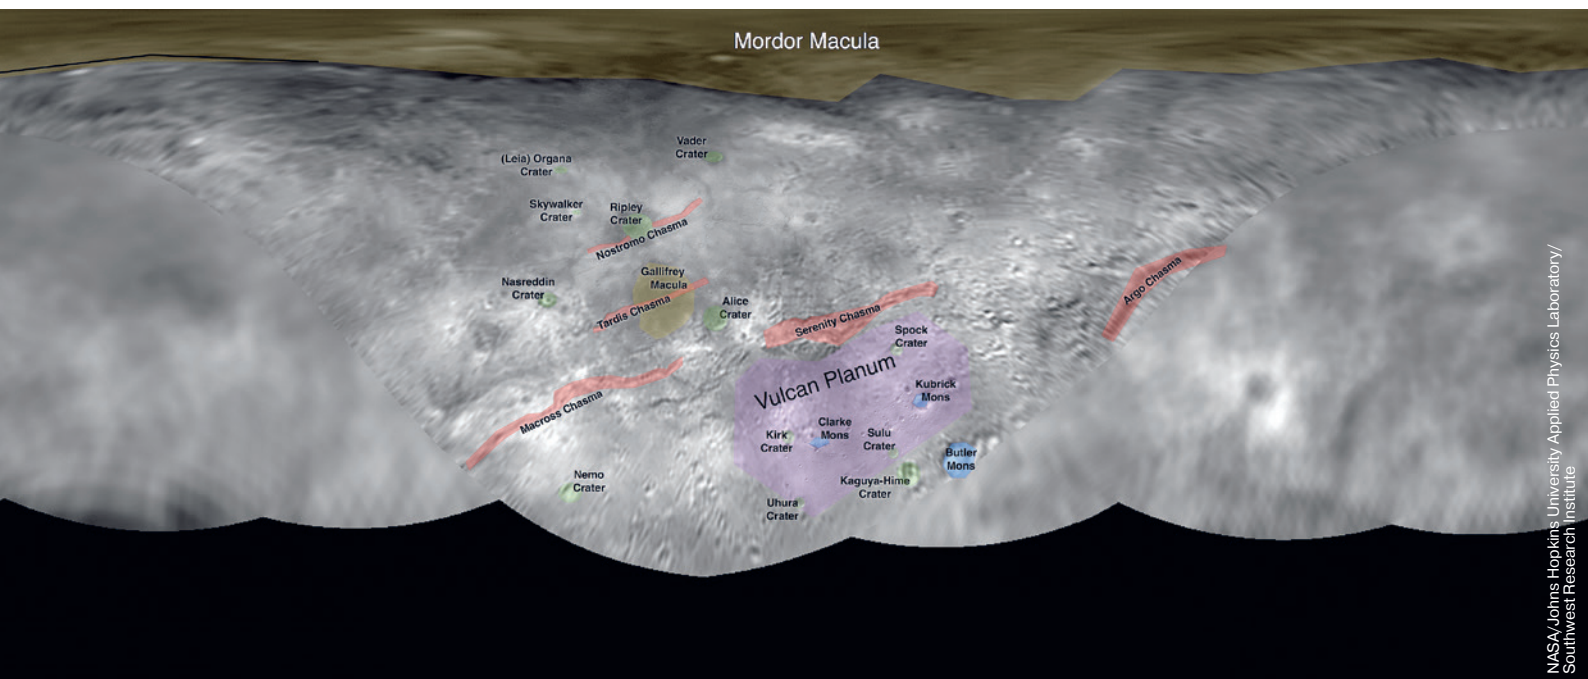 Mordor Macula
Vader
Crater
(Leia) Organa
Crater
Skywalker
Crater
Ripley
Crater
Nostromo Chasma
Gallifrey
Macula
Nasreddin
Crater
Tardis Chasma
Alice
Crater
Serenity Chasma
Argo Chasma
Spock
Crater
Vulcan Planum
Kubrick
Mons
Macross Chasma
Clarke
Mons
Kirk
Crater
Sulu
Crater
Butler
Mons
Nemo
Crater
Kaguya-Hime
Crater
Uhura
Crater
NASA/Johns Hopkins University Applied Physics Laboratory/
Southwest Research Institute